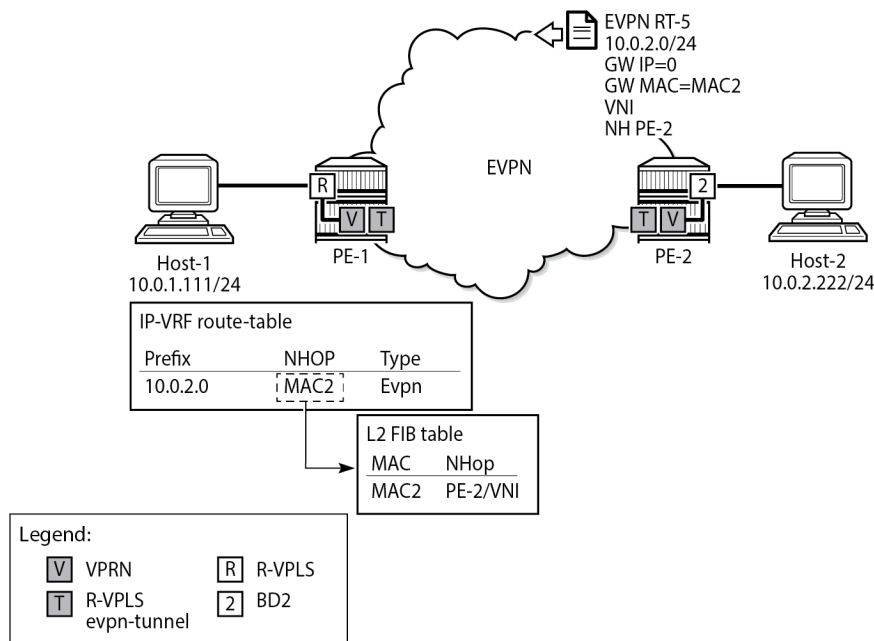 EVPN RT-5
10.0.2.0/24
GW IP=0
GW MAC=MAC2
VNI
NH PE-2
EVPN
R
V T
PE-1
2
T V
PE-2
Host-1
10.0.1.111/24
Host-2
10.0.2.222/24
IP-VRF route-table
Prefix NHOP Type
10.0.2.0 MAC2 Evpn
L2 FIB table
MAC NHop
MAC2 PE-2/VNI
Legend:
V VPRN
R R-VPLS
T R-VPLS
evpn-tunnel
2 BD2